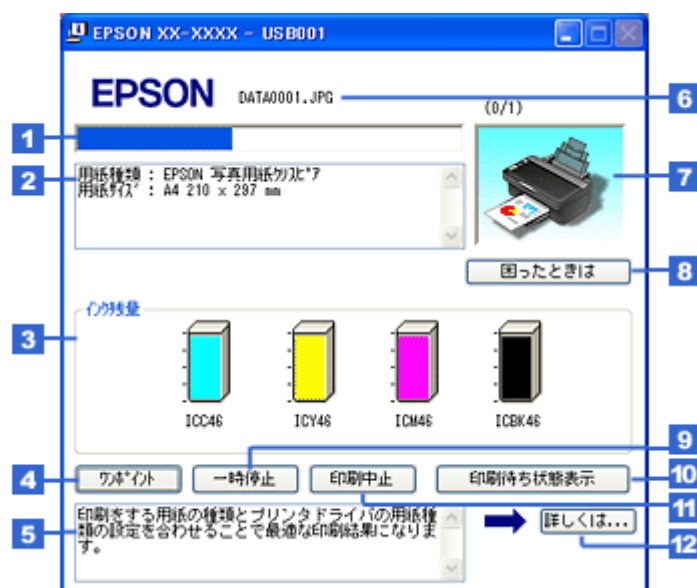 EPSON XX-XXXX - USB001
EPSON
DATA0001.JPG
6
(0/1)
1
2
用紙種類 : EPSON 写真用紙ｸﾘｽﾋﾟｱ
用紙ｻｲｽﾞ : A4 210 x 297 mm
7
困ったときは
8
ｲﾝｸ残量
3
ICC46
ICY46
ICM46
ICBK46
9
4
ﾜﾝﾎﾟｲﾝﾄ
一時停止
印刷中止
印刷待ち状態表示
10
11
5
印刷をする用紙の種類とプリンタドライバの用紙種
類の設定を合わせることで最適な印刷結果になりま
す。
詳しくは...
12